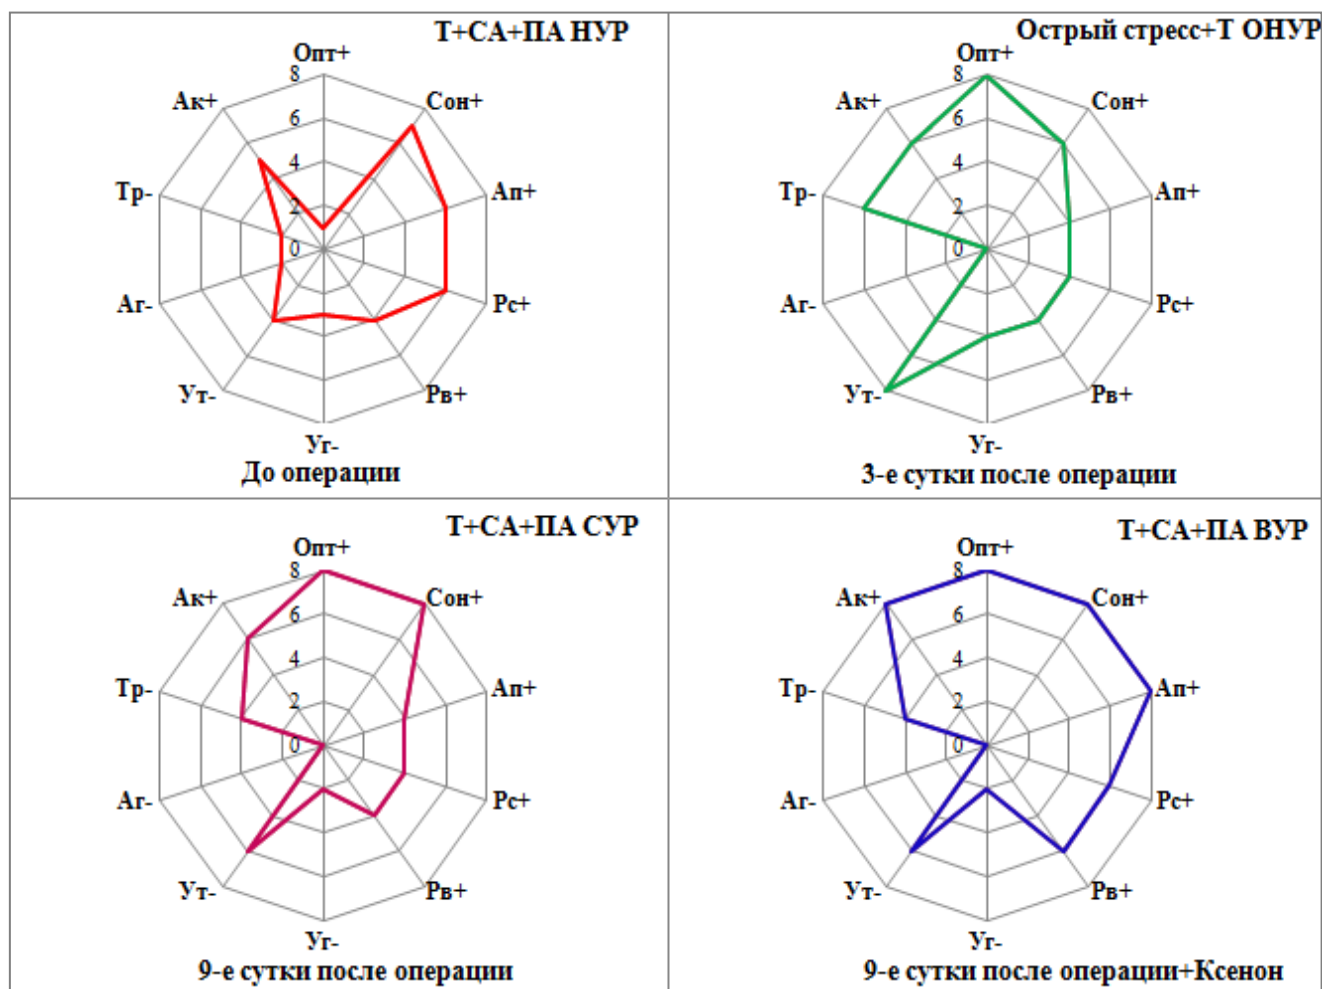 Т+СА+ПА НУР
Опт+
8
Ак+
Сон+
6
4
Тр-
Ап+
2
0
Аг-
Рс+
Ут-
Рв+
Уг-
До операции
Острый стресс+Т ОНУР
Опт+
8
Ак+
Сон+
6
4
Тр-
Ап+
2
0
Аг-
Рс+
Ут-
Рв+
Уг-
3-е сутки после операции
Т+СА+ПА СУР
Опт+
8
Ак+
Сон+
6
4
Тр-
Ап+
2
0
Аг-
Рс+
Ут-
Рв+
Уг-
9-е сутки после операции
Т+СА+ПА ВУР
Опт+
8
Ак+
Сон+
6
4
Тр-
Ап+
2
0
Аг-
Рс+
Ут-
Рв+
Уг-
9-е сутки после операции+Ксенон